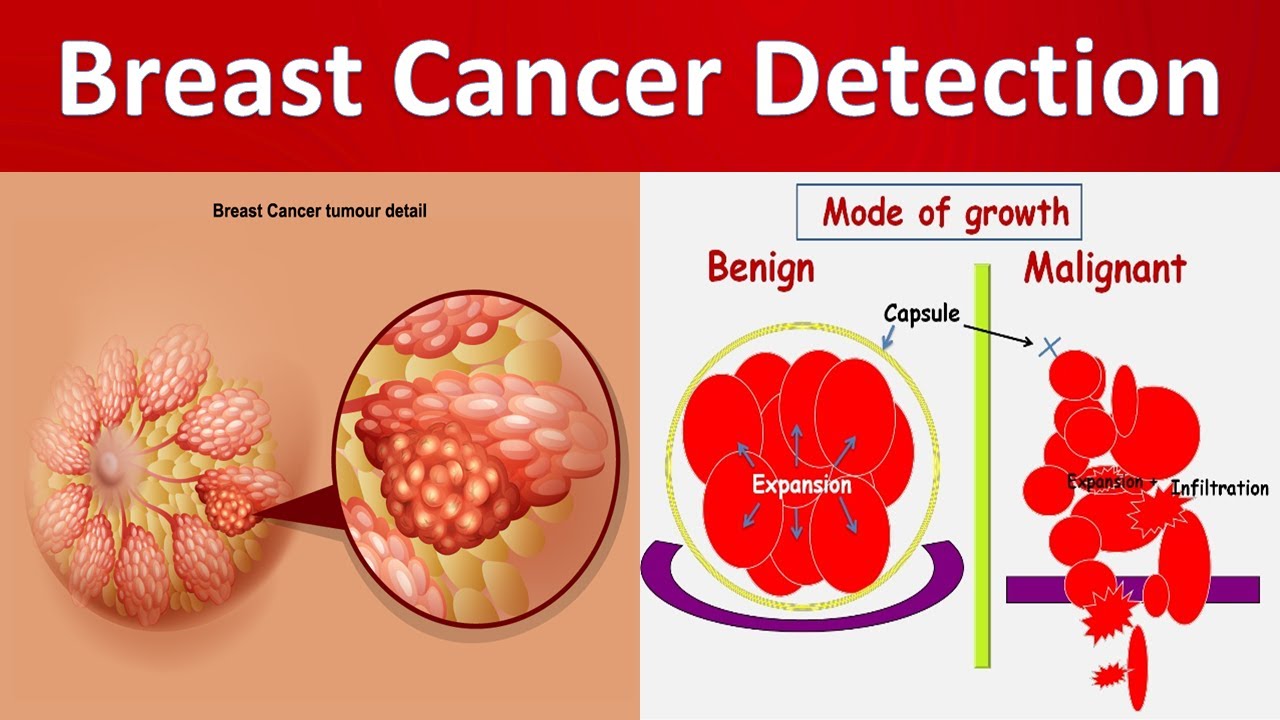 Breast Cancer Detection
Breast Cancer tumour detail
Mode of growth
Benign
Malignant
Capsule
Expansion
Expansion +
Infiltration